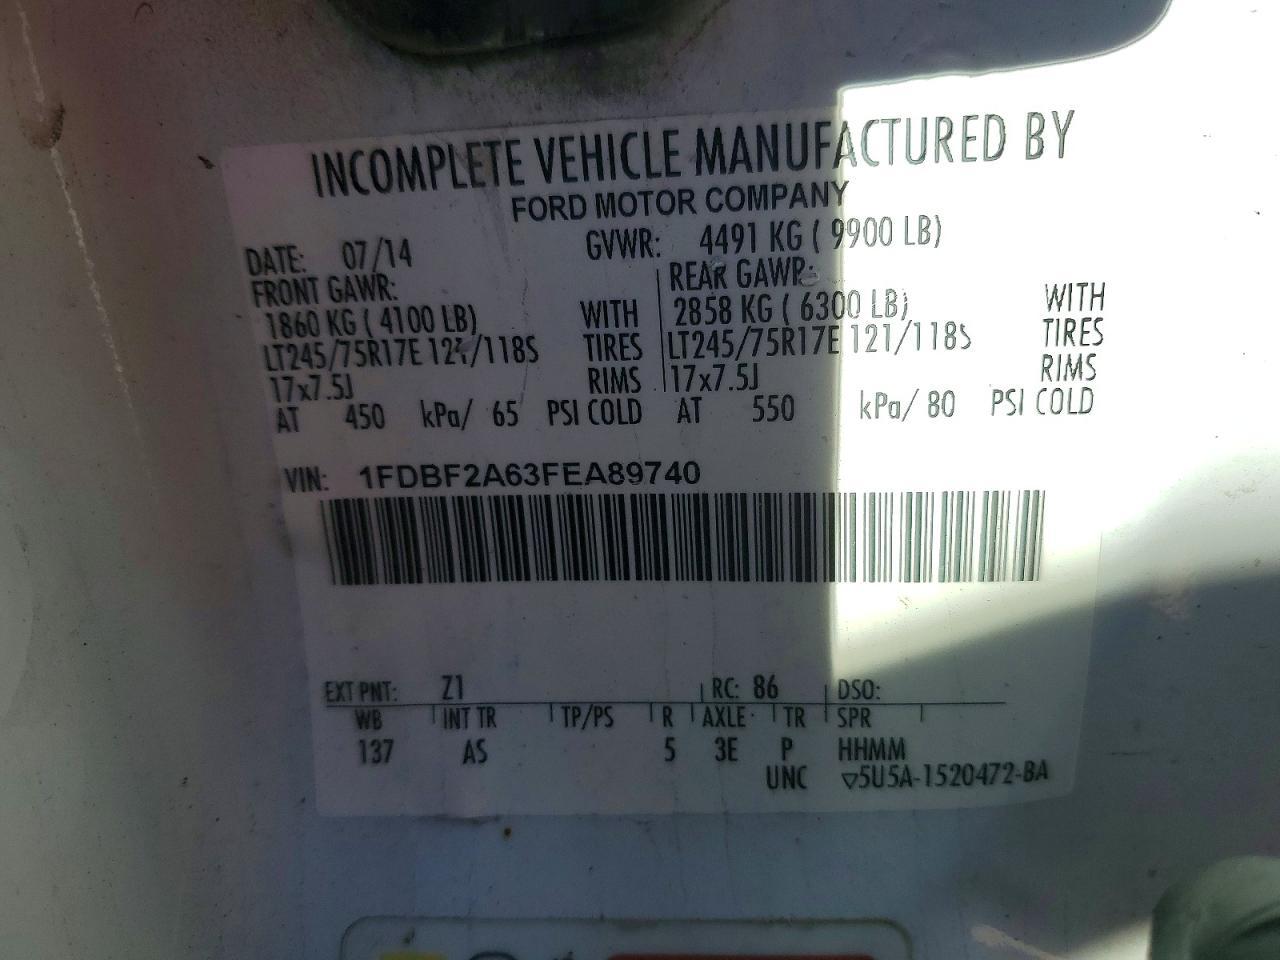 INCOMPLETE VEHICLE MANUFACTURED BY
FORD MOTOR COMPANY
DATE: 07/14 GVWR: 4491 KG ( 9900 LB)
FRONT GAWR: REAR GAWR:
1860 KG ( 4100 LB) WITH 2858 KG ( 6300 LB) WITH
LT245/75R17E 121/118S TIRES LT245/75R17E 121/118S TIRES
17x7.5J RIMS 17x7.5J RIMS
AT 450 kPa/ 65 PSI COLD AT 550 kPa/ 80 PSI COLD
VIN: 1FDBF2A63FEA89740
EXT PNT: Z1 RC: 86 DSO:
WB INT TR TP/PS R AXLE TR SPR
137 AS 5 3E P HHMM
UNC ▽5U5A-1520472-BA